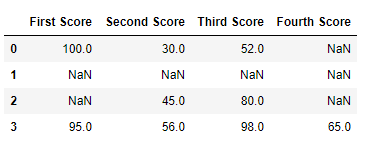 First Score Second Score Third Score Fourth Score
0 100.0 30.0 52.0 NaN
1 NaN NaN NaN NaN
2 NaN 45.0 80.0 NaN
3 95.0 56.0 98.0 65.0